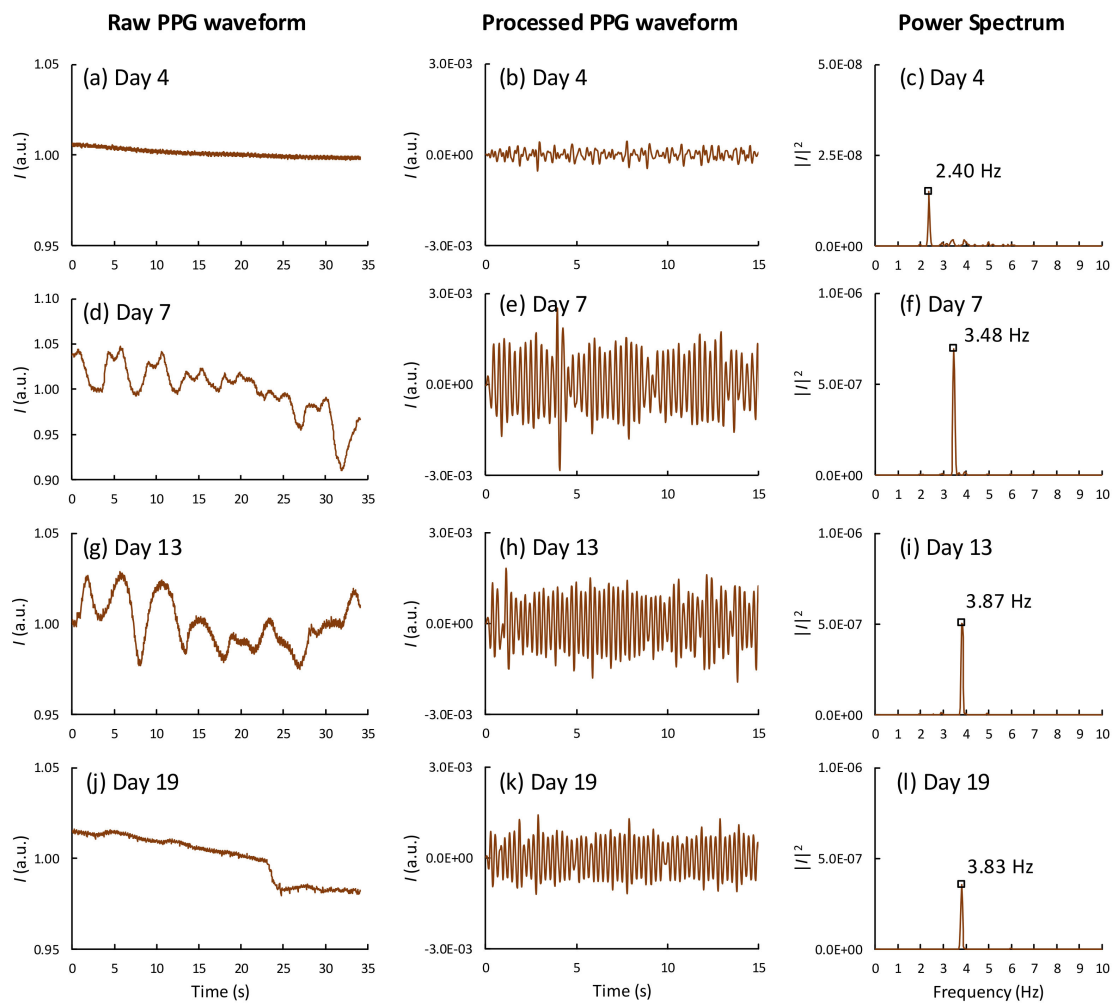 Raw PPG waveform Processed PPG waveform Power Spectrum
(a) Day 4
1.05
1.00
0.95
I (a.u.)
0 5 10 15 20 25 30 35
(b) Day 4
3.0E-03
0.0E+00
-3.0E-03
I (a.u.)
0 5 10 15
(c) Day 4
5.0E-08
2.5E-08
0.0E+00
|I|²
2.40 Hz
0 1 2 3 4 5 6 7 8 9 10
(d) Day 7
1.10
1.05
1.00
0.95
0.90
I (a.u.)
0 5 10 15 20 25 30 35
(e) Day 7
3.0E-03
0.0E+00
-3.0E-03
I (a.u.)
0 5 10 15
(f) Day 7
1.0E-06
5.0E-07
0.0E+00
|I|²
3.48 Hz
0 1 2 3 4 5 6 7 8 9 10
(g) Day 13
1.05
1.00
0.95
I (a.u.)
0 5 10 15 20 25 30 35
(h) Day 13
3.0E-03
0.0E+00
-3.0E-03
I (a.u.)
0 5 10 15
(i) Day 13
1.0E-06
5.0E-07
0.0E+00
|I|²
3.87 Hz
0 1 2 3 4 5 6 7 8 9 10
(j) Day 19
1.05
1.00
0.95
I (a.u.)
0 5 10 15 20 25 30 35
Time (s)
(k) Day 19
3.0E-03
0.0E+00
-3.0E-03
I (a.u.)
0 5 10 15
Time (s)
(l) Day 19
1.0E-06
5.0E-07
0.0E+00
|I|²
3.83 Hz
0 1 2 3 4 5 6 7 8 9 10
Frequency (Hz)